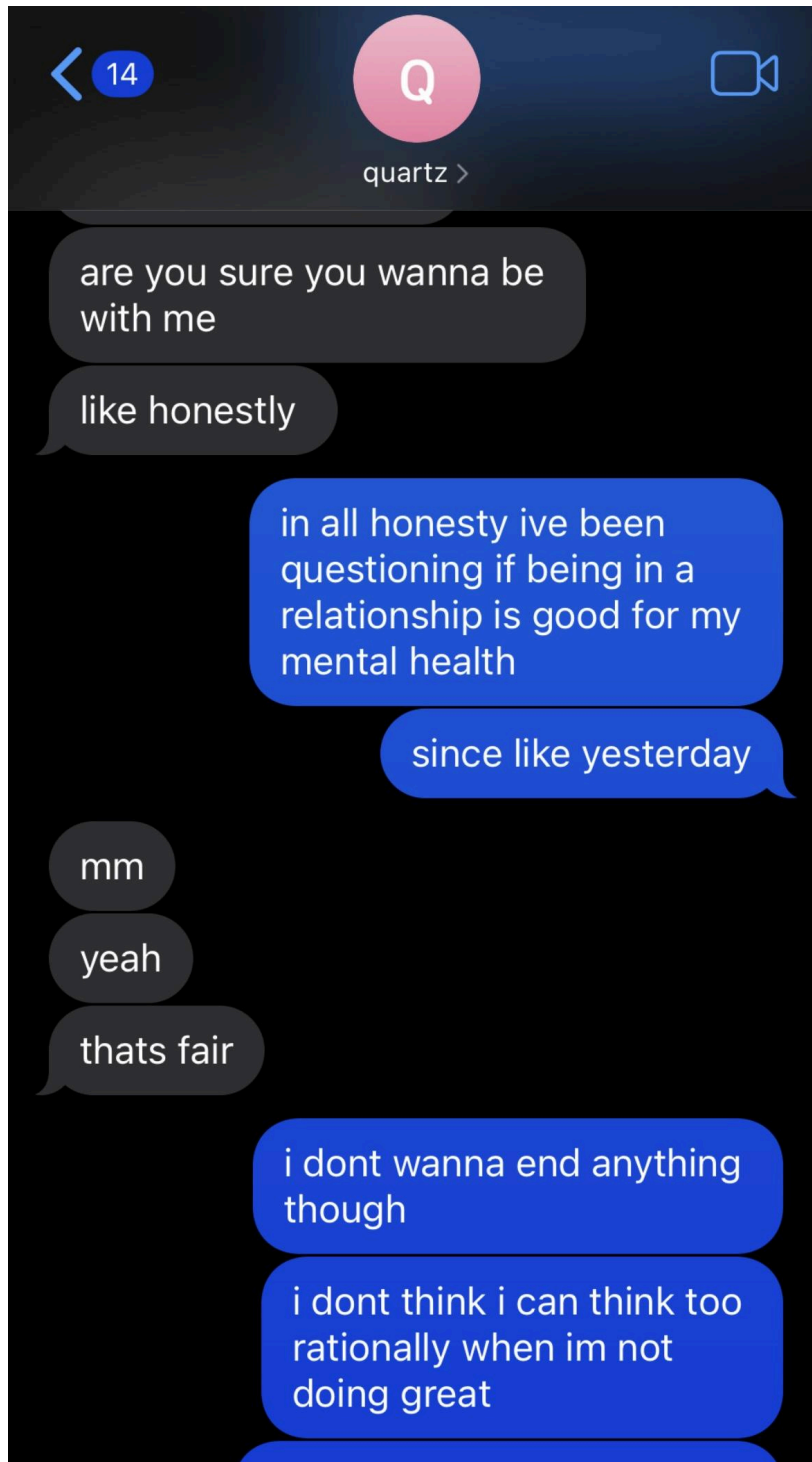 14
Q
quartz >
are you sure you wanna be
with me
like honestly
in all honesty ive been
questioning if being in a
relationship is good for my
mental health
since like yesterday
mm
yeah
thats fair
i dont wanna end anything
though
i dont think i can think too
rationally when im not
doing great